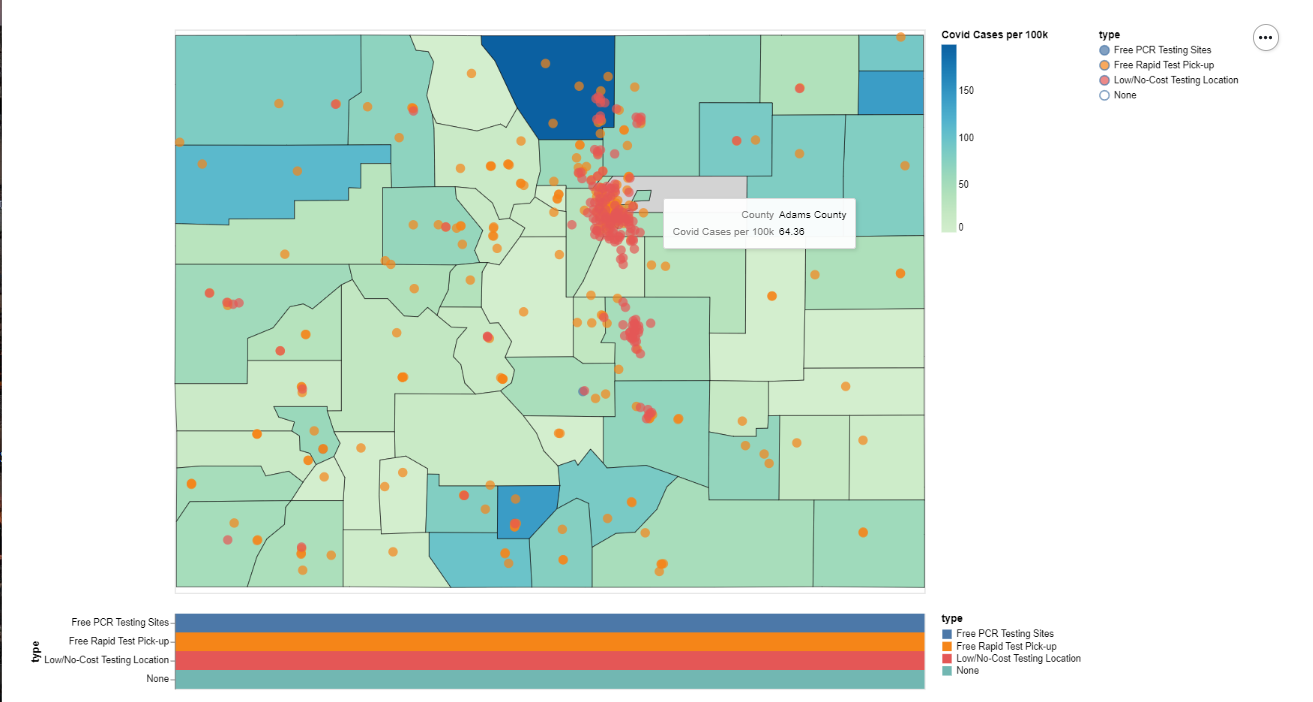 Covid Cases per 100k
150
100
50
0
type
Free PCR Testing Sites
Free Rapid Test Pick-up
Low/No-Cost Testing Location
None
County Adams County
Covid Cases per 100k 64.36
type
Free PCR Testing Sites
Free Rapid Test Pick-up
Low/No-Cost Testing Location
None
type
Free PCR Testing Sites
Free Rapid Test Pick-up
Low/No-Cost Testing Location
None